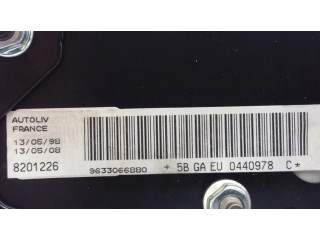 AUTOLIV
FRANCE
13/05/98
13/05/08
8201226
9633066880
+ 5B GA EU 0440978 C*